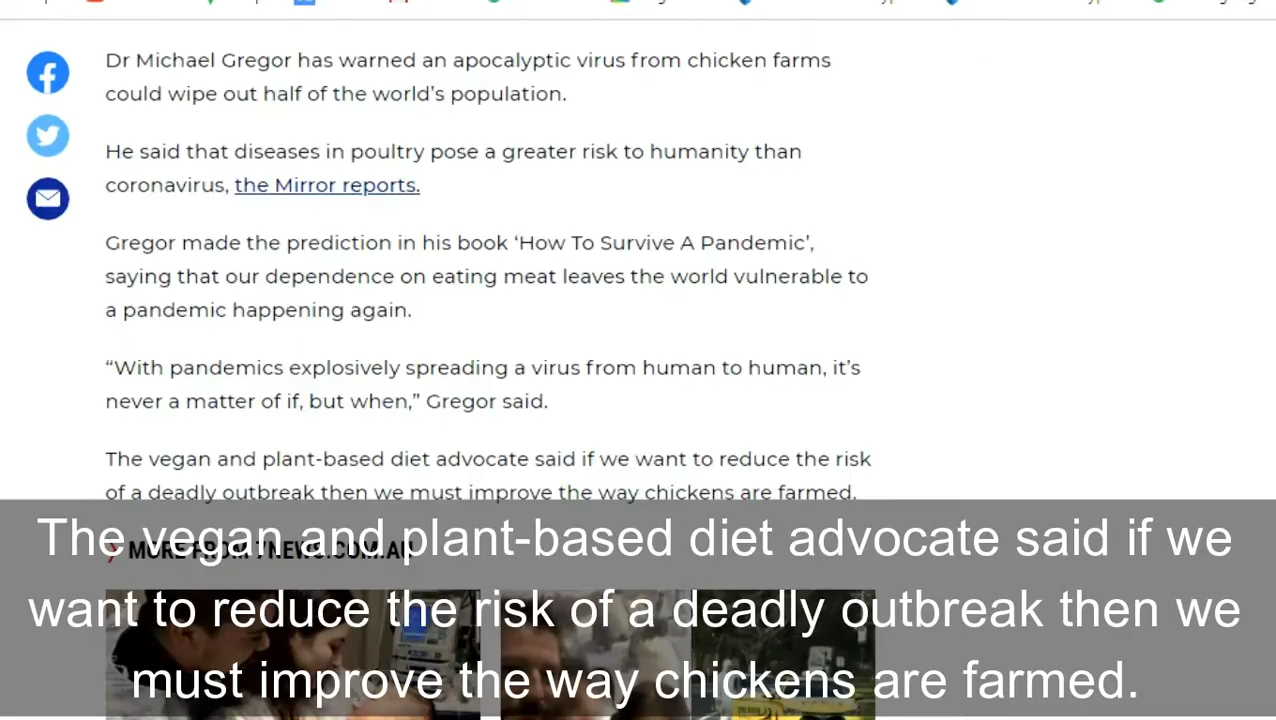 Dr Michael Gregor has warned an apocalyptic virus from chicken farms
could wipe out half of the world's population.
He said that diseases in poultry pose a greater risk to humanity than
coronavirus, the Mirror reports.
Gregor made the prediction in his book ‘How To Survive A Pandemic’,
saying that our dependence on eating meat leaves the world vulnerable to
a pandemic happening again.
“With pandemics explosively spreading a virus from human to human, it’s
never a matter of if, but when,” Gregor said.
The vegan and plant-based diet advocate said if we want to reduce the risk
of a deadly outbreak then we must improve the way chickens are farmed.
MORE FROM 7NEWS.COM.AU
The vegan and plant-based diet advocate said if we
want to reduce the risk of a deadly outbreak then we
must improve the way chickens are farmed.